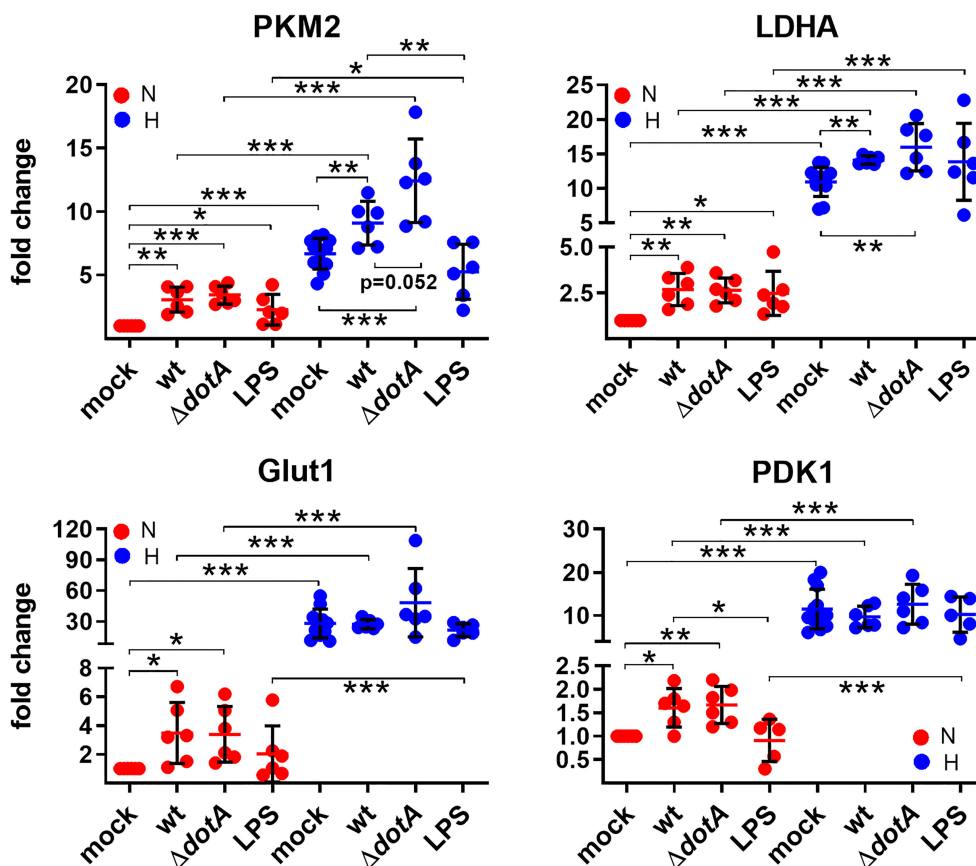 PKM2
**
*
***
20
N
H
15
***
**
10
***
*
***
**
5
p=0.052
***
fold change
mock
wt
ΔdotA
LPS
mock
wt
ΔdotA
LPS
LDHA
***
***
***
***
**
25
N
H
20
15
10
*
**
**
**
5.0
2.5
mock
wt
ΔdotA
LPS
mock
wt
ΔdotA
LPS
Glut1
120
N
H
90
60
30
***
***
***
*
*
***
8
6
4
2
fold change
mock
wt
ΔdotA
LPS
mock
wt
ΔdotA
LPS
PDK1
***
***
***
30
20
10
*
**
*
***
2.5
2.0
1.5
1.0
0.5
N
H
mock
wt
ΔdotA
LPS
mock
wt
ΔdotA
LPS